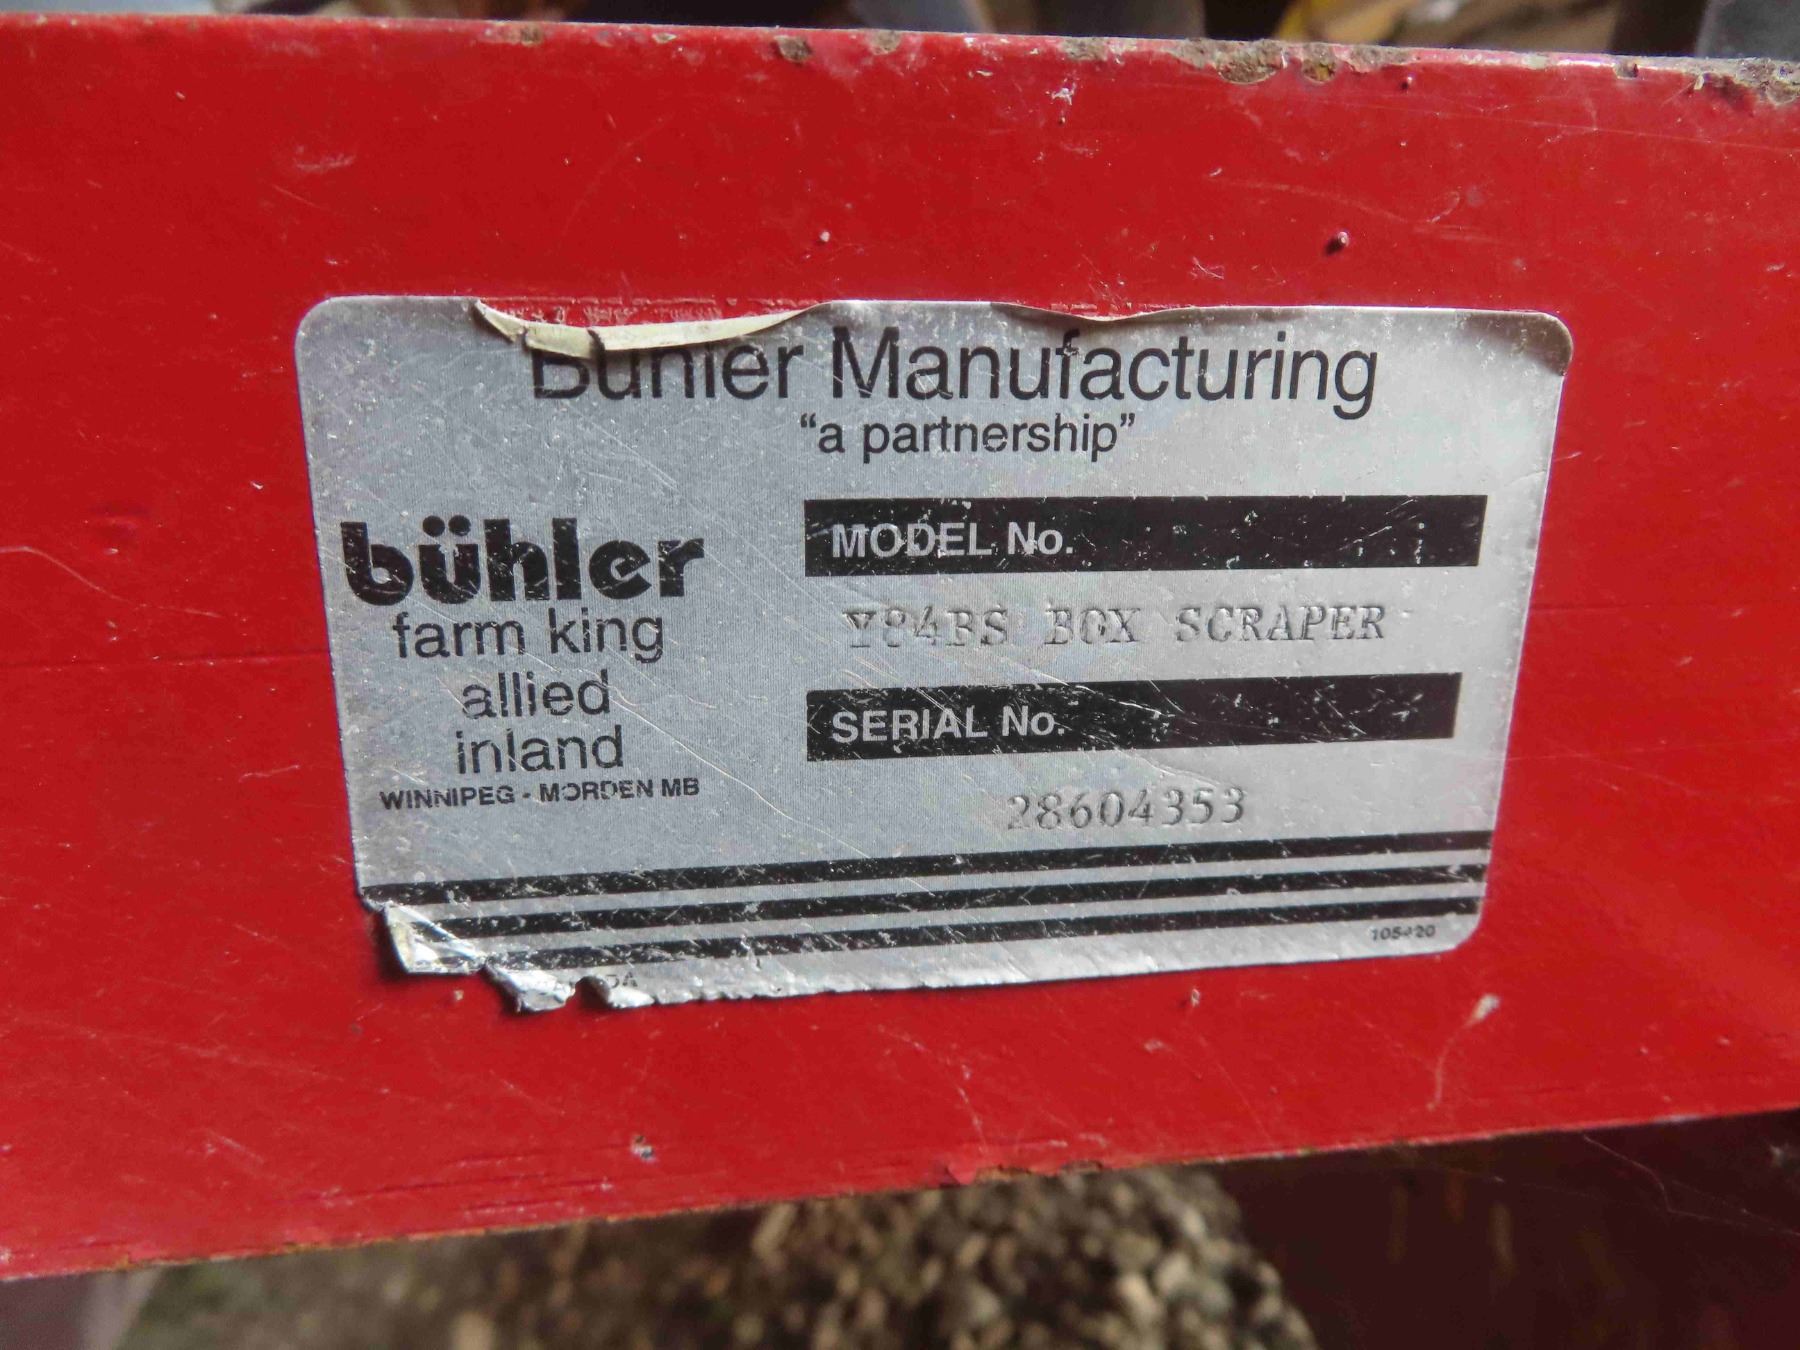 Buhler Manufacturing
"a partnership"
bühler
farm king
allied
inland
WINNIPEG - MORDEN MB
MODEL No.
Y84BS BOX SCRAPER
SERIAL No.
28604353